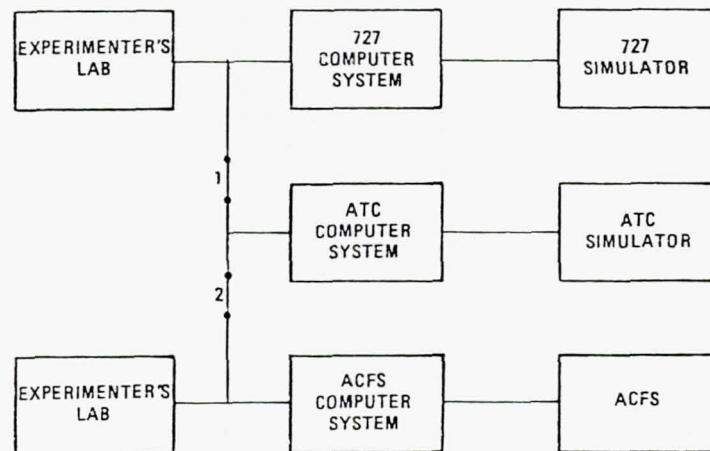 EXPERIMENTER'S
LAB
727
COMPUTER
SYSTEM
727
SIMULATOR
1
ATC
COMPUTER
SYSTEM
ATC
SIMULATOR
2
EXPERIMENTER'S
LAB
ACFS
COMPUTER
SYSTEM
ACFS